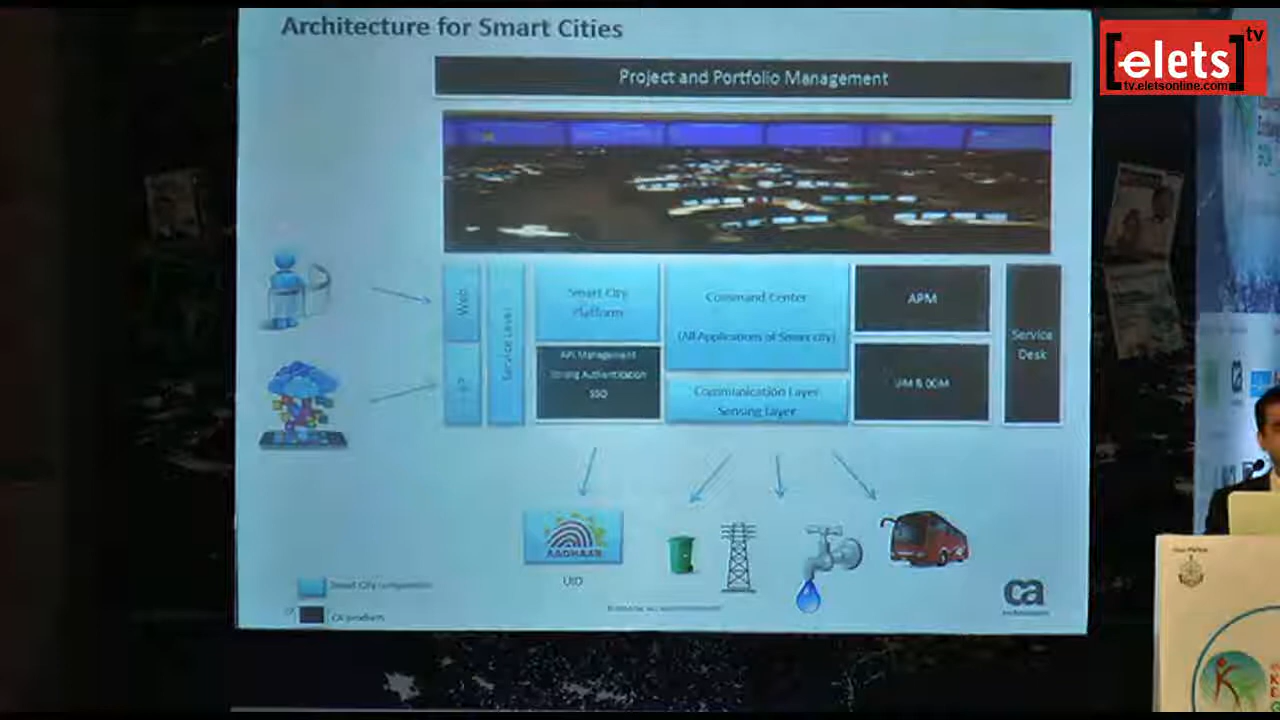 Architecture for Smart Cities
[elets] tv
tv.eletsonline.com
Project and Portfolio Management
Web
Service Level
Smart City
Platform
API Management
Strong Authentication
SSO
Command Center
(All Applications of Smart city)
Communication Layer
Sensing Layer
APM
Service
Desk
AADHAAR
UID
Smart City components
CA products
ca
technologies